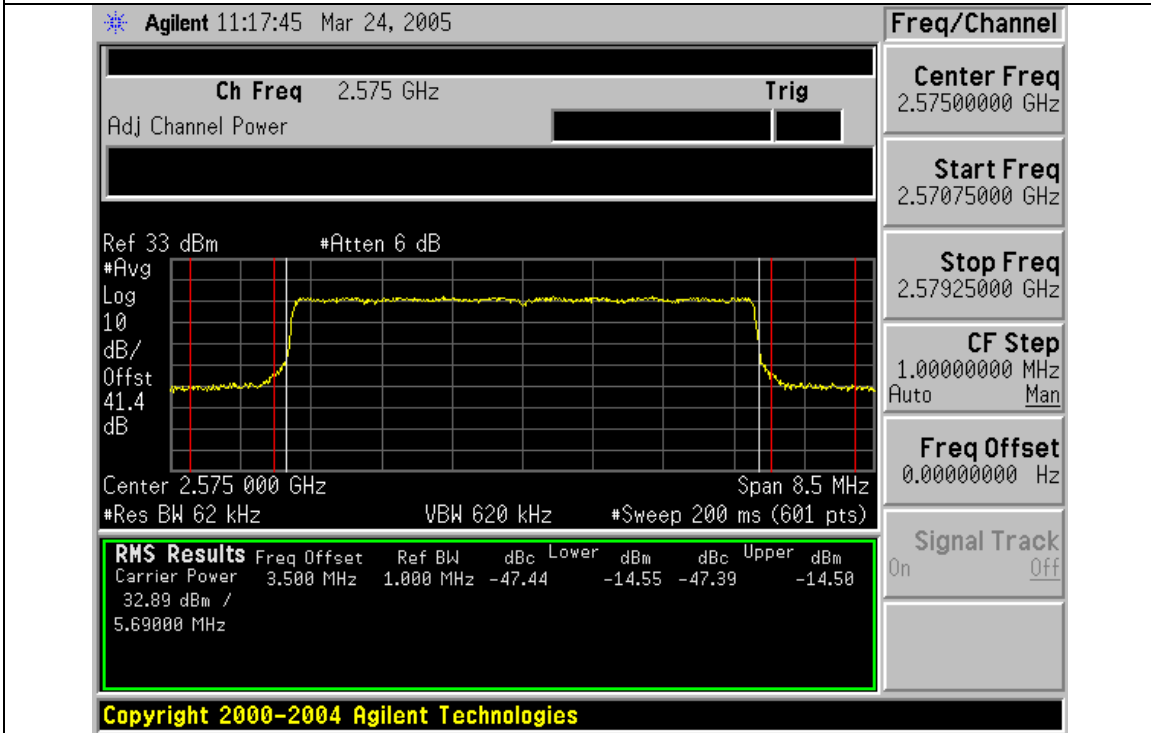 Agilent 11:17:45 Mar 24, 2005
Freq/Channel
Ch Freq 2.575 GHz Trig
Adj Channel Power
Center Freq
2.57500000 GHz
Start Freq
2.57075000 GHz
Stop Freq
2.57925000 GHz
CF Step
1.00000000 MHz
Auto Man
Freq Offset
0.00000000 Hz
Signal Track
On Off
Ref 33 dBm #Atten 6 dB
#Avg
Log
10
dB/
Offst
41.4
dB
Center 2.575 000 GHz Span 8.5 MHz
#Res BW 62 kHz VBW 620 kHz #Sweep 200 ms (601 pts)
RMS Results Freq Offset Ref BW dBc Lower dBm dBc Upper dBm
Carrier Power 3.500 MHz 1.000 MHz -47.44 -14.55 -47.39 -14.50
32.89 dBm /
5.69000 MHz
Copyright 2000-2004 Agilent Technologies